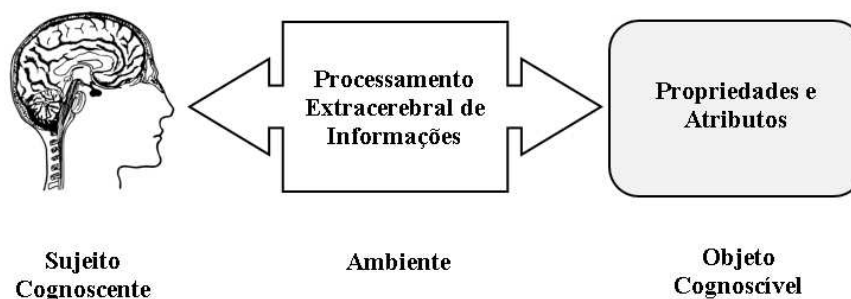 Processamento
Extracerebral de
Informações
Propriedades e
Atributos
Sujeito
Cognoscente
Ambiente
Objeto
Cognoscível